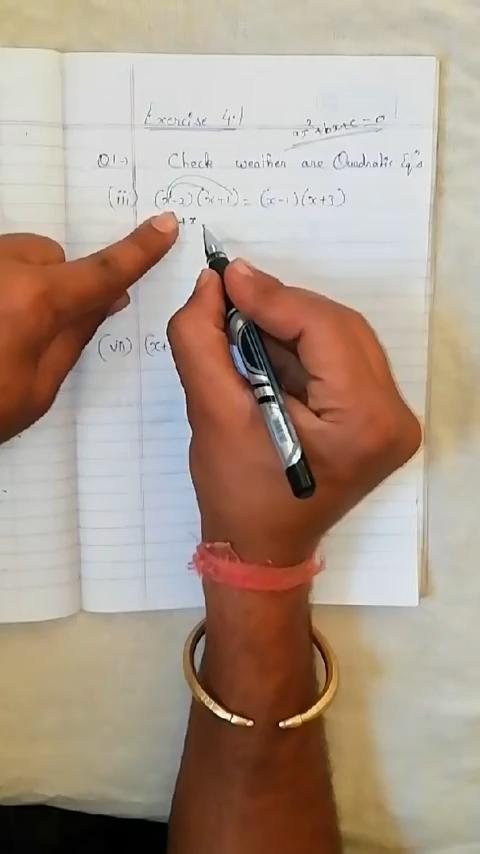 Exercise 4.1
ax²+bx+c=0
Q1→ Check weather are Quadratic Eqⁿs
(iii) (x-2)(x+1) = (x-1)(x+3)
+x
(vii) (x+